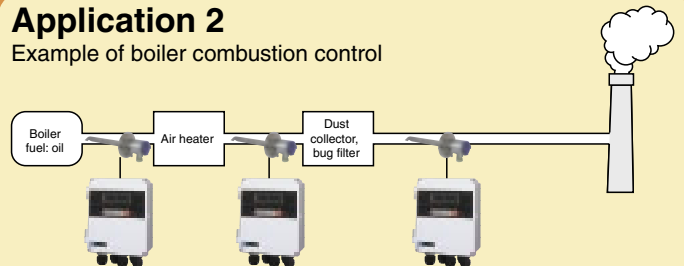 Application 2
Example of boiler combustion control
Boiler
fuel: oil
Air heater
Dust
collector,
bug filter